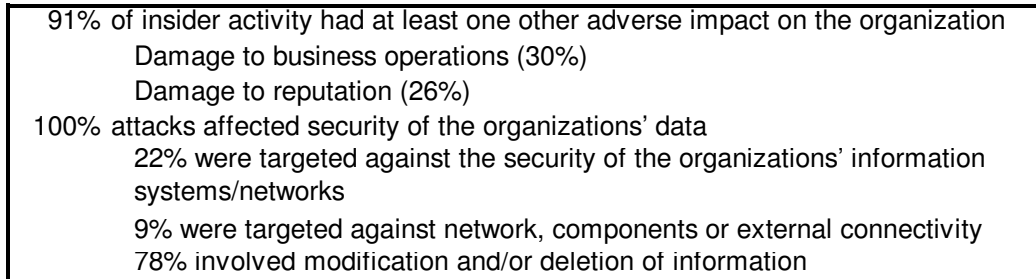 91% of insider activity had at least one other adverse impact on the organization
Damage to business operations (30%)
Damage to reputation (26%)
100% attacks affected security of the organizations’ data
22% were targeted against the security of the organizations’ information
systems/networks
9% were targeted against network, components or external connectivity
78% involved modification and/or deletion of information